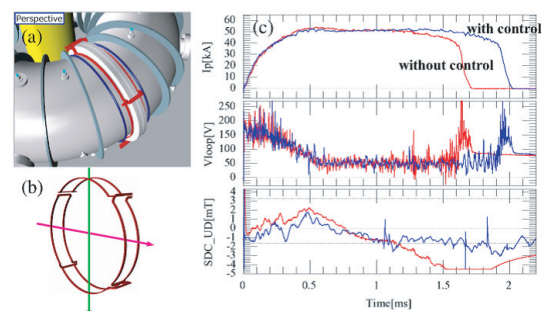 Perspective
(a)
(b)
(c)
with control
without control
Ip[kA]
60
50
40
30
20
10
0
Vloop[V]
250
200
150
100
50
0
SDC_UD[mT]
4
3
2
1
0
-1
-2
-3
-4
-5
0 0.5 1 1.5 2
Time[ms]